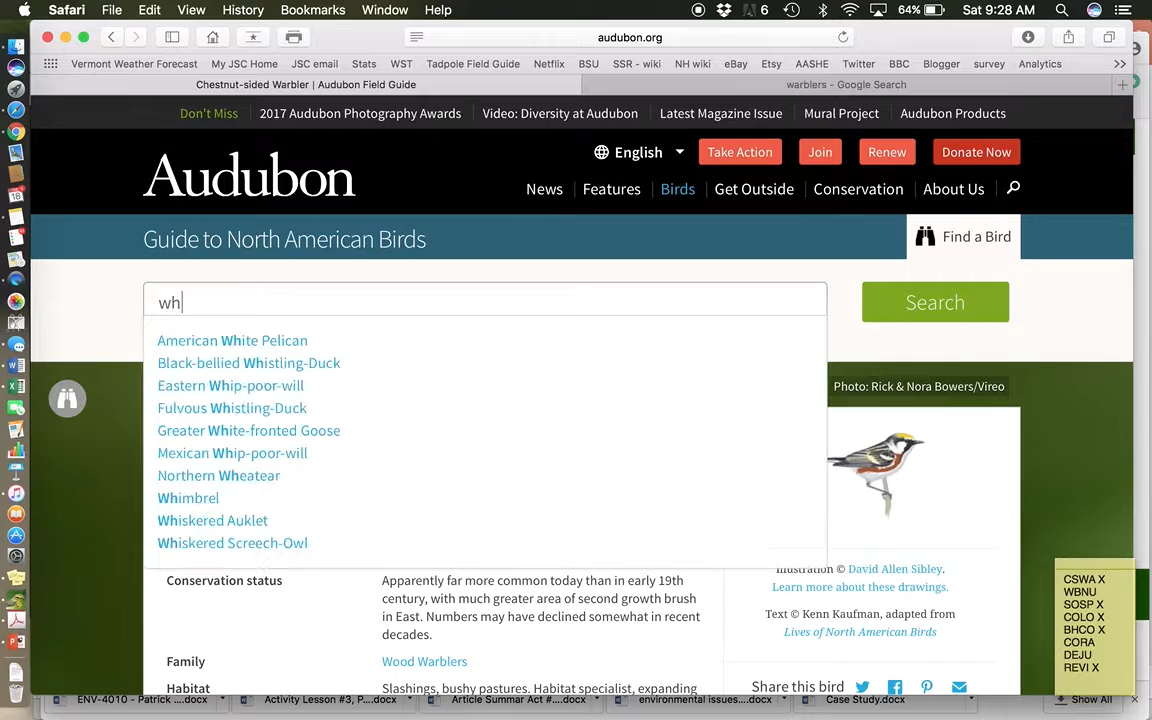 Safari File Edit View History Bookmarks Window Help 6 64% Sat 9:28 AM
audubon.org
Vermont Weather Forecast My JSC Home JSC email Stats WST Tadpole Field Guide Netflix BSU SSR - wiki NH wiki eBay Etsy AASHE Twitter BBC Blogger survey Analytics >>
Chestnut-sided Warbler | Audubon Field Guide warblers - Google Search
Don't Miss 2017 Audubon Photography Awards Video: Diversity at Audubon Latest Magazine Issue Mural Project Audubon Products
English Take Action Join Renew Donate Now
Audubon
News Features Birds Get Outside Conservation About Us
Guide to North American Birds Find a Bird
wh Search
American White Pelican
Black-bellied Whistling-Duck
Eastern Whip-poor-will
Photo: Rick & Nora Bowers/Vireo
Fulvous Whistling-Duck
Greater White-fronted Goose
Mexican Whip-poor-will
Northern Wheatear
Whimbrel
Whiskered Auklet
Whiskered Screech-Owl
Illustration © David Allen Sibley.
Learn more about these drawings.
Text © Kenn Kaufman, adapted from
Lives of North American Birds
Conservation status
Apparently far more common today than in early 19th
century, with much greater area of second growth brush
in East. Numbers may have declined somewhat in recent
decades.
Family Wood Warblers
Habitat Slashings, bushy pastures. Habitat specialist, expanding
Share this bird
CSWA X
WBNU
SOSP X
COLO X
BHCO X
CORA
DEJU
REVI X
ENV-4010 - Patrick ....docx Activity Lesson #3, P....docx Article Summar Act #....docx environmental issues....docx Case Study.docx Show All